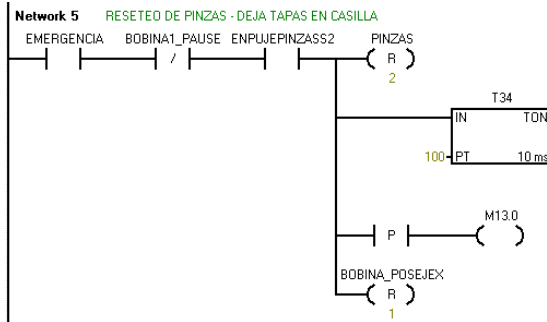 Network 5 RESETEO DE PINZAS - DEJA TAPAS EN CASILLA
EMERGENCIA BOBINA1_PAUSE ENPUJEPINZASS2 PINZAS
/ R
2
T34
IN TON
100 PT 10 ms
P M13.0
BOBINA_POSEJEX
R
1